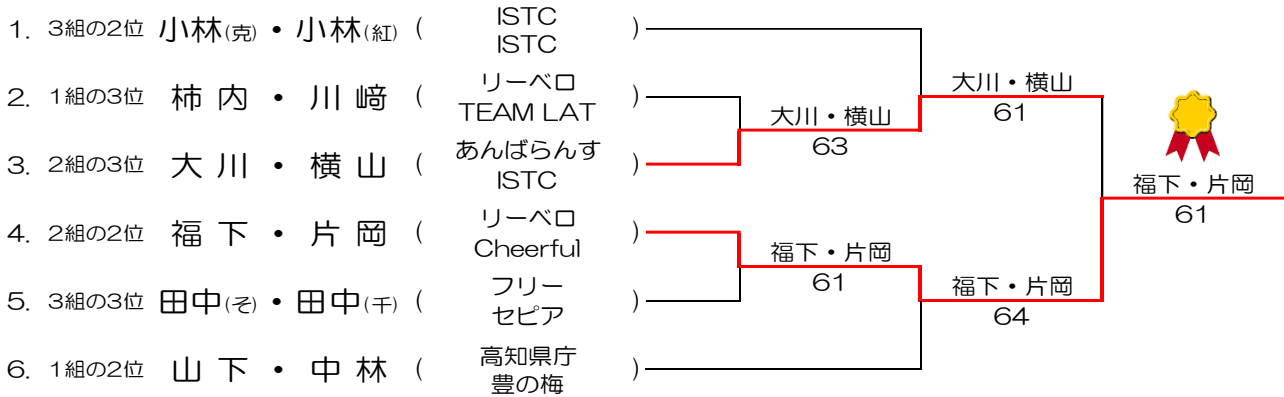 1. 3組の2位 小林(克)・小林(紅) ( ISTC ISTC )
2. 1組の3位 柿内・川﨑 ( リーベロ TEAM LAT )
3. 2組の3位 大川・横山 ( あんばらんす ISTC )
4. 2組の2位 福下・片岡 ( リーベロ Cheerful )
5. 3組の3位 田中(そ)・田中(千) ( フリー セピア )
6. 1組の2位 山下・中林 ( 高知県庁 豊の梅 )
大川・横山
63
福下・片岡
61
大川・横山
61
福下・片岡
64
福下・片岡
61